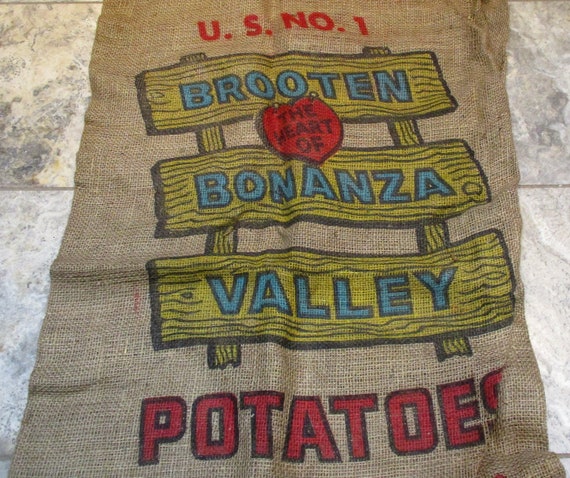 U. S. NO. 1
BROOTEN
THE
HEART
OF
BONANZA
VALLEY
POTATOES